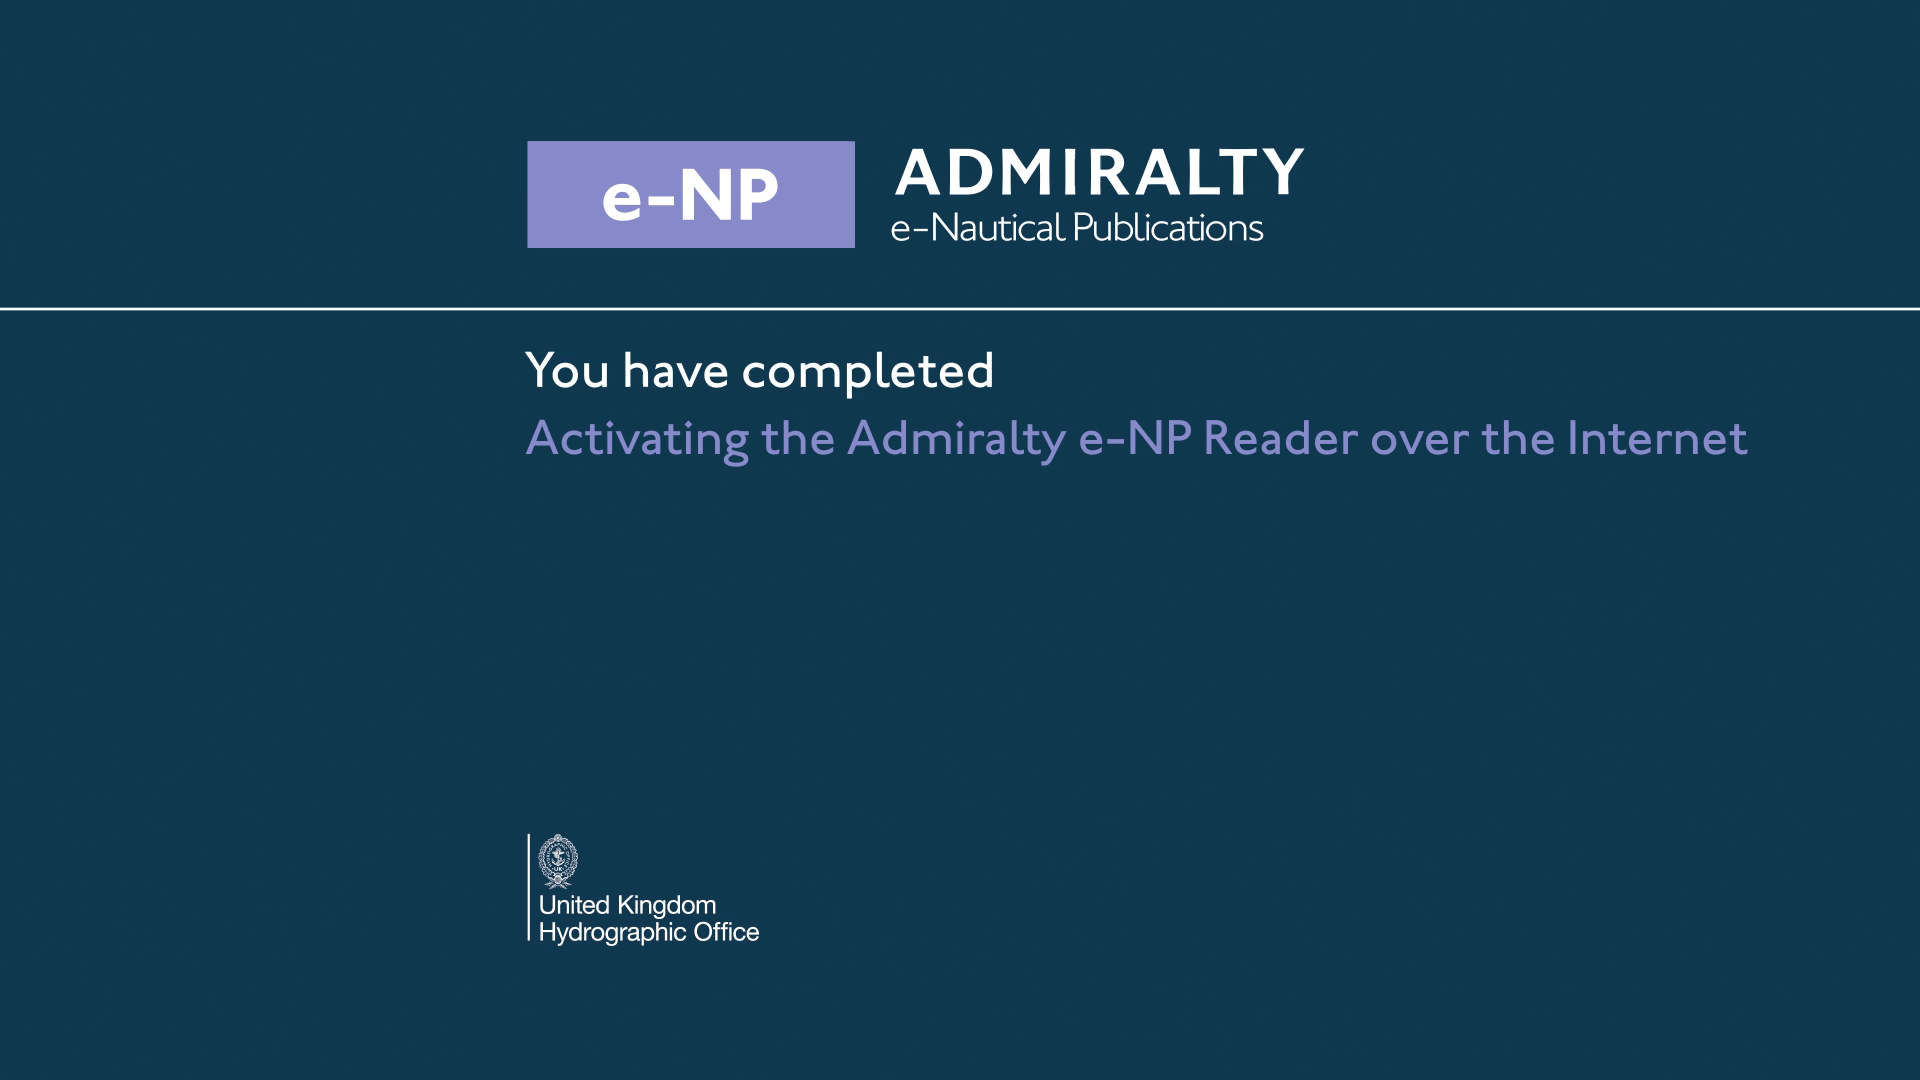 e-NP
ADMIRALTY
e-Nautical Publications
You have completed
Activating the Admiralty e-NP Reader over the Internet
United Kingdom
Hydrographic Office